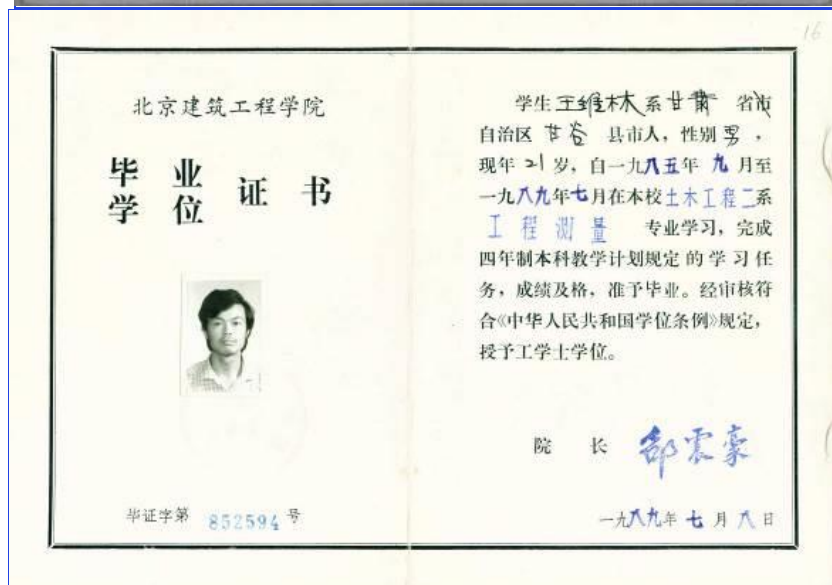 16
北京建筑工程学院
毕业
学位
证书
毕证字第 852594 号
学生王维林系甘肃省市
自治区甘谷县市人，性别男，
现年21岁，自一九八五年九月至
一九八九年七月在本校土木工程二系
工程测量专业学习，完成
四年制本科教学计划规定的学习任
务，成绩及格，准予毕业。经审核符
合《中华人民共和国学位条例》规定，
授予工学士学位。
院长 郜震豪
一九八九年七月八日